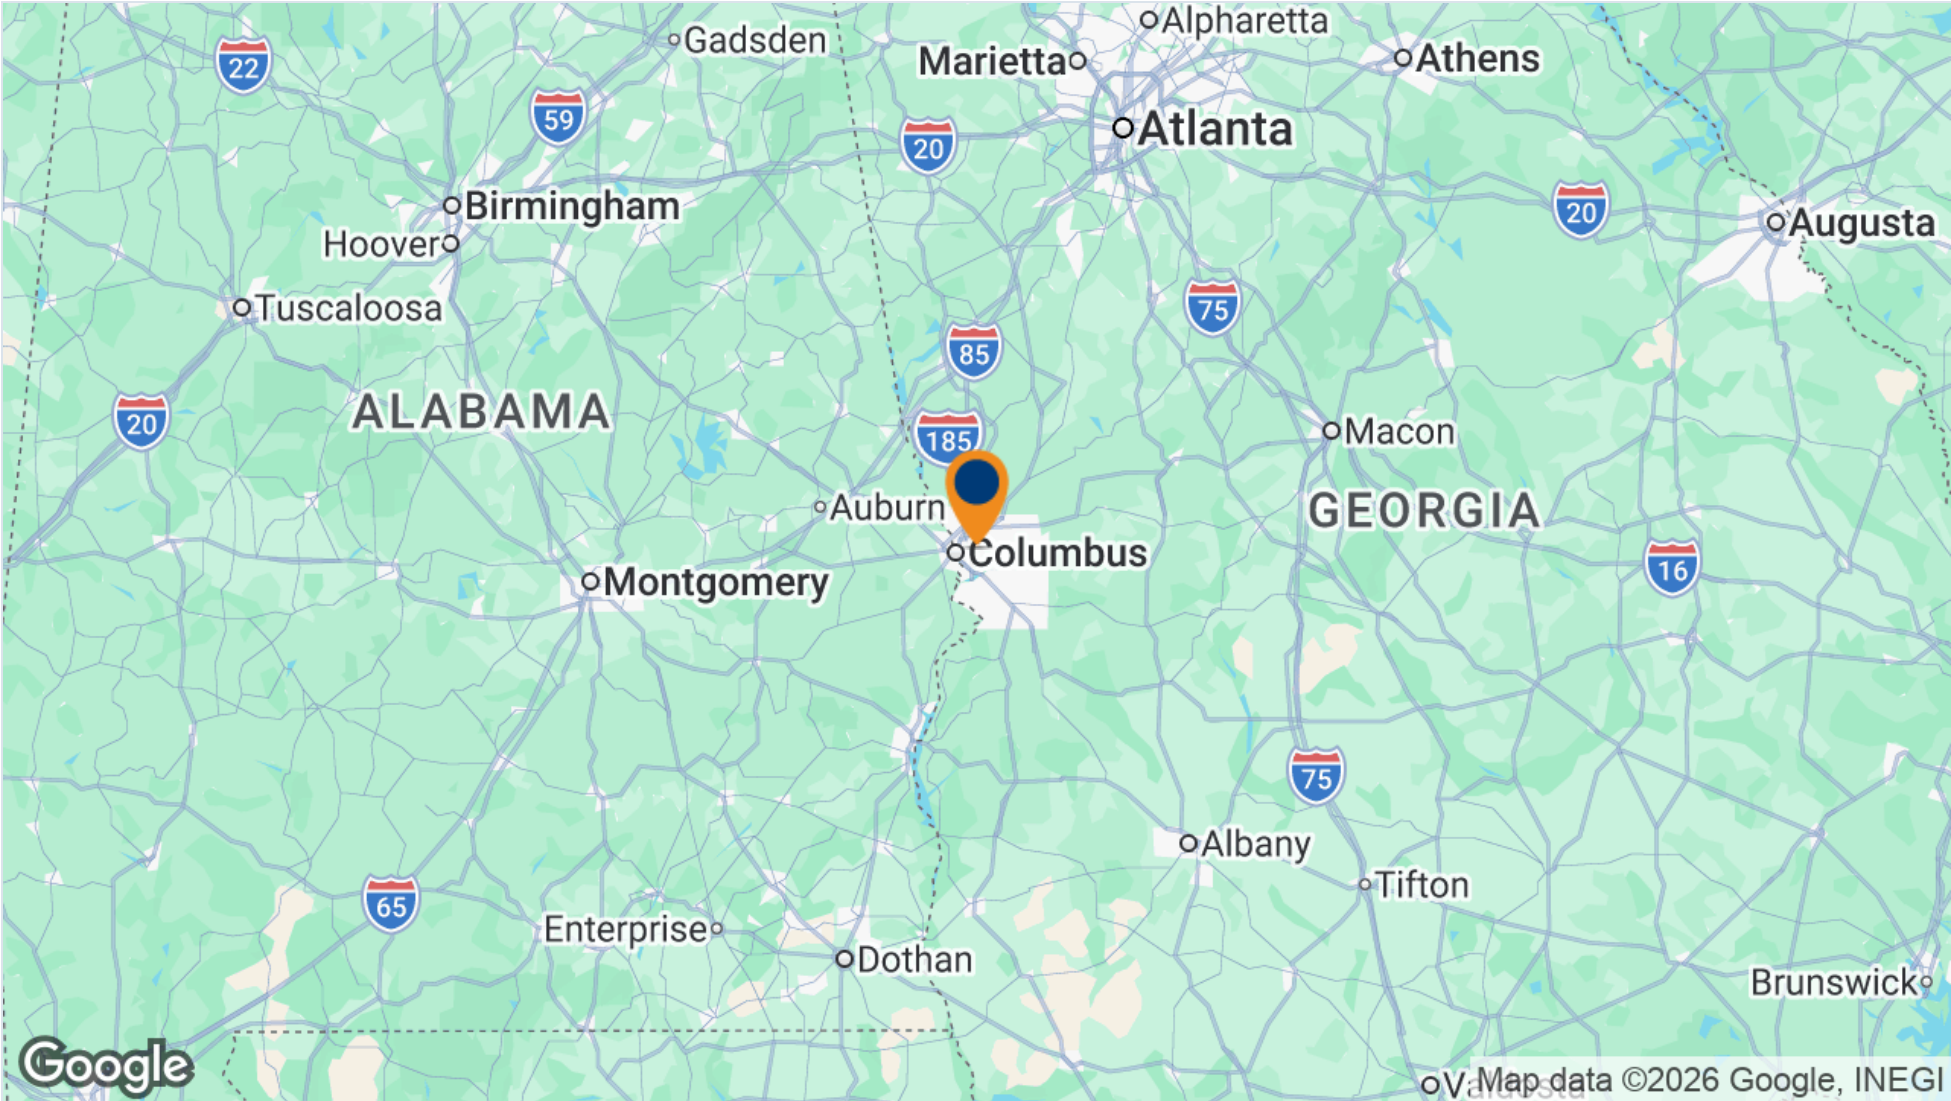 Alpharetta
Gadsden
Marietta
Athens
22
59
20
Atlanta
Birmingham
20
Augusta
Hoover
Tuscaloosa
75
85
ALABAMA
20
185
Macon
Auburn
GEORGIA
Columbus
16
Montgomery
75
Albany
Tifton
65
Enterprise
Dothan
Brunswick
Google
Map data ©2026 Google, INEGI